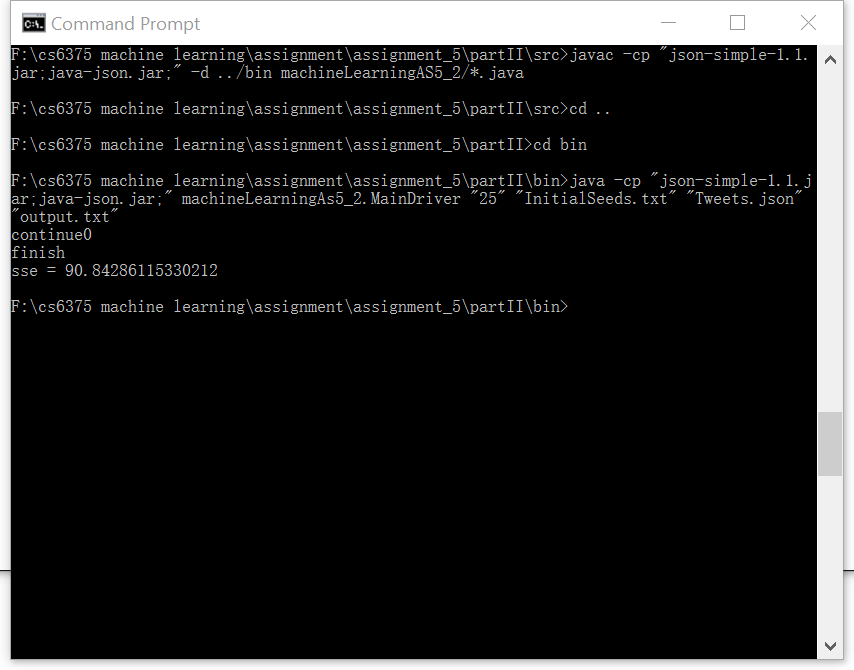 Command Prompt
F:\cs6375 machine learning\assignment\assignment_5\partII\src>javac -cp "json-simple-1.1.
jar;java-json.jar;" -d ../bin machineLearningAS5_2/*.java
F:\cs6375 machine learning\assignment\assignment_5\partII\src>cd ..
F:\cs6375 machine learning\assignment\assignment_5\partII>cd bin
F:\cs6375 machine learning\assignment\assignment_5\partII\bin>java -cp "json-simple-1.1.j
ar;java-json.jar;" machineLearningAs5_2.MainDriver "25" "InitialSeeds.txt" "Tweets.json"
"output.txt"
continue0
finish
sse = 90.84286115330212
F:\cs6375 machine learning\assignment\assignment_5\partII\bin>